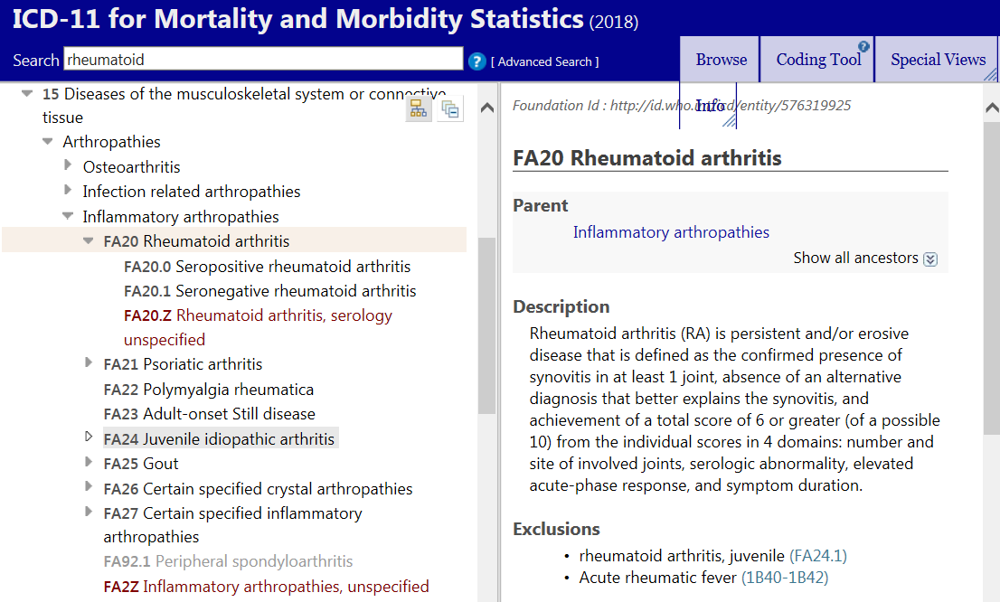 ICD-11 for Mortality and Morbidity Statistics (2018)
Search rheumatoid ? [ Advanced Search ]
Browse
Coding Tool ?
Special Views
Info
15 Diseases of the musculoskeletal system or connective
tissue
Arthropathies
Osteoarthritis
Infection related arthropathies
Inflammatory arthropathies
FA20 Rheumatoid arthritis
FA20.0 Seropositive rheumatoid arthritis
FA20.1 Seronegative rheumatoid arthritis
FA20.Z Rheumatoid arthritis, serology
unspecified
FA21 Psoriatic arthritis
FA22 Polymyalgia rheumatica
FA23 Adult-onset Still disease
FA24 Juvenile idiopathic arthritis
FA25 Gout
FA26 Certain specified crystal arthropathies
FA27 Certain specified inflammatory
arthropathies
FA92.1 Peripheral spondyloarthritis
FA2Z Inflammatory arthropathies, unspecified
Foundation Id : http://id.who.int/icd/entity/576319925
FA20 Rheumatoid arthritis
Parent
Inflammatory arthropathies
Show all ancestors
Description
Rheumatoid arthritis (RA) is persistent and/or erosive
disease that is defined as the confirmed presence of
synovitis in at least 1 joint, absence of an alternative
diagnosis that better explains the synovitis, and
achievement of a total score of 6 or greater (of a possible
10) from the individual scores in 4 domains: number and
site of involved joints, serologic abnormality, elevated
acute-phase response, and symptom duration.
Exclusions
• rheumatoid arthritis, juvenile (FA24.1)
• Acute rheumatic fever (1B40-1B42)